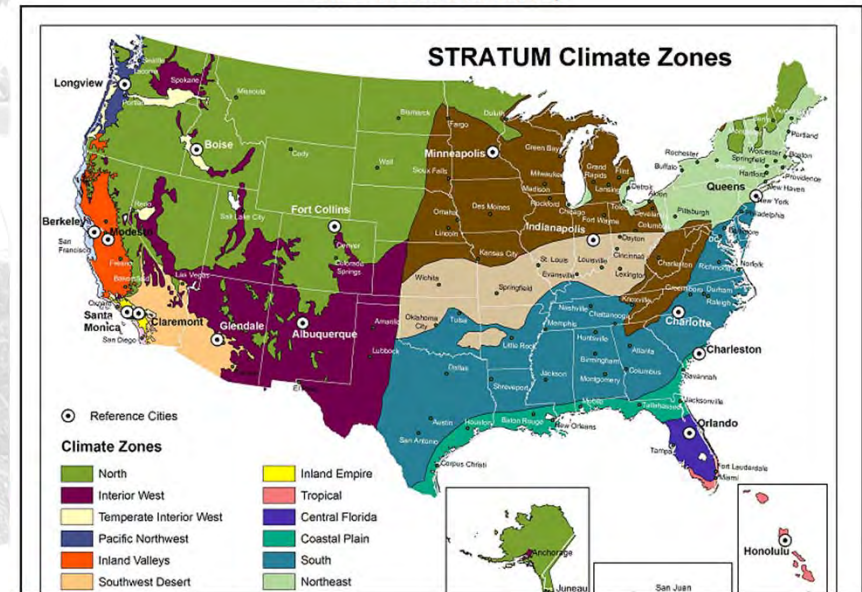 STRATUM Climate Zones
Seattle
Longview
Spokane
Portland
Missoula
Bismarck
Duluth
Fargo
Boise
Cody
Wall
Minneapolis
Green Bay
Sioux Falls
Milwaukee
Madison
Grand
Rapids
Flint
Lansing
Detroit
Rochester
Buffalo
Portland
Worcester
Boston
Springfield
Hartford
Providence
New Haven
Queens
New York
Pittsburgh
Philadelphia
Reno
Salt Lake City
Fort Collins
Denver
Colorado
Springs
Omaha
Lincoln
Des Moines
Rockford
Chicago
Fort Wayne
Cleveland
Indianapolis
Dayton
Cincinnati
Columbus
Berkeley
Modesto
San
Francisco
Fresno
Bakersfield
Las Vegas
Kansas City
St. Louis
Louisville
Evansville
Lexington
Charleston
Richmond
Norfolk
Wichita
Springfield
Knoxville
Greensboro
Durham
Raleigh
Santa
Monica
Claremont
San Diego
Glendale
Albuquerque
Amarillo
Lubbock
Oklahoma
City
Tulsa
Nashville
Chattanooga
Memphis
Little Rock
Huntsville
Charlotte
Atlanta
Birmingham
Charleston
Dallas
Shreveport
Jackson
Montgomery
Columbus
Savannah
Austin
San Antonio
Houston
Baton Rouge
New Orleans
Mobile
Tallahassee
Jacksonville
Orlando
Tampa
Corpus Christi
Fort Lauderdale
Miami
Reference Cities
Climate Zones
North
Interior West
Temperate Interior West
Pacific Northwest
Inland Valleys
Southwest Desert
Inland Empire
Tropical
Central Florida
Coastal Plain
South
Northeast
Anchorage
Juneau
San Juan
Honolulu